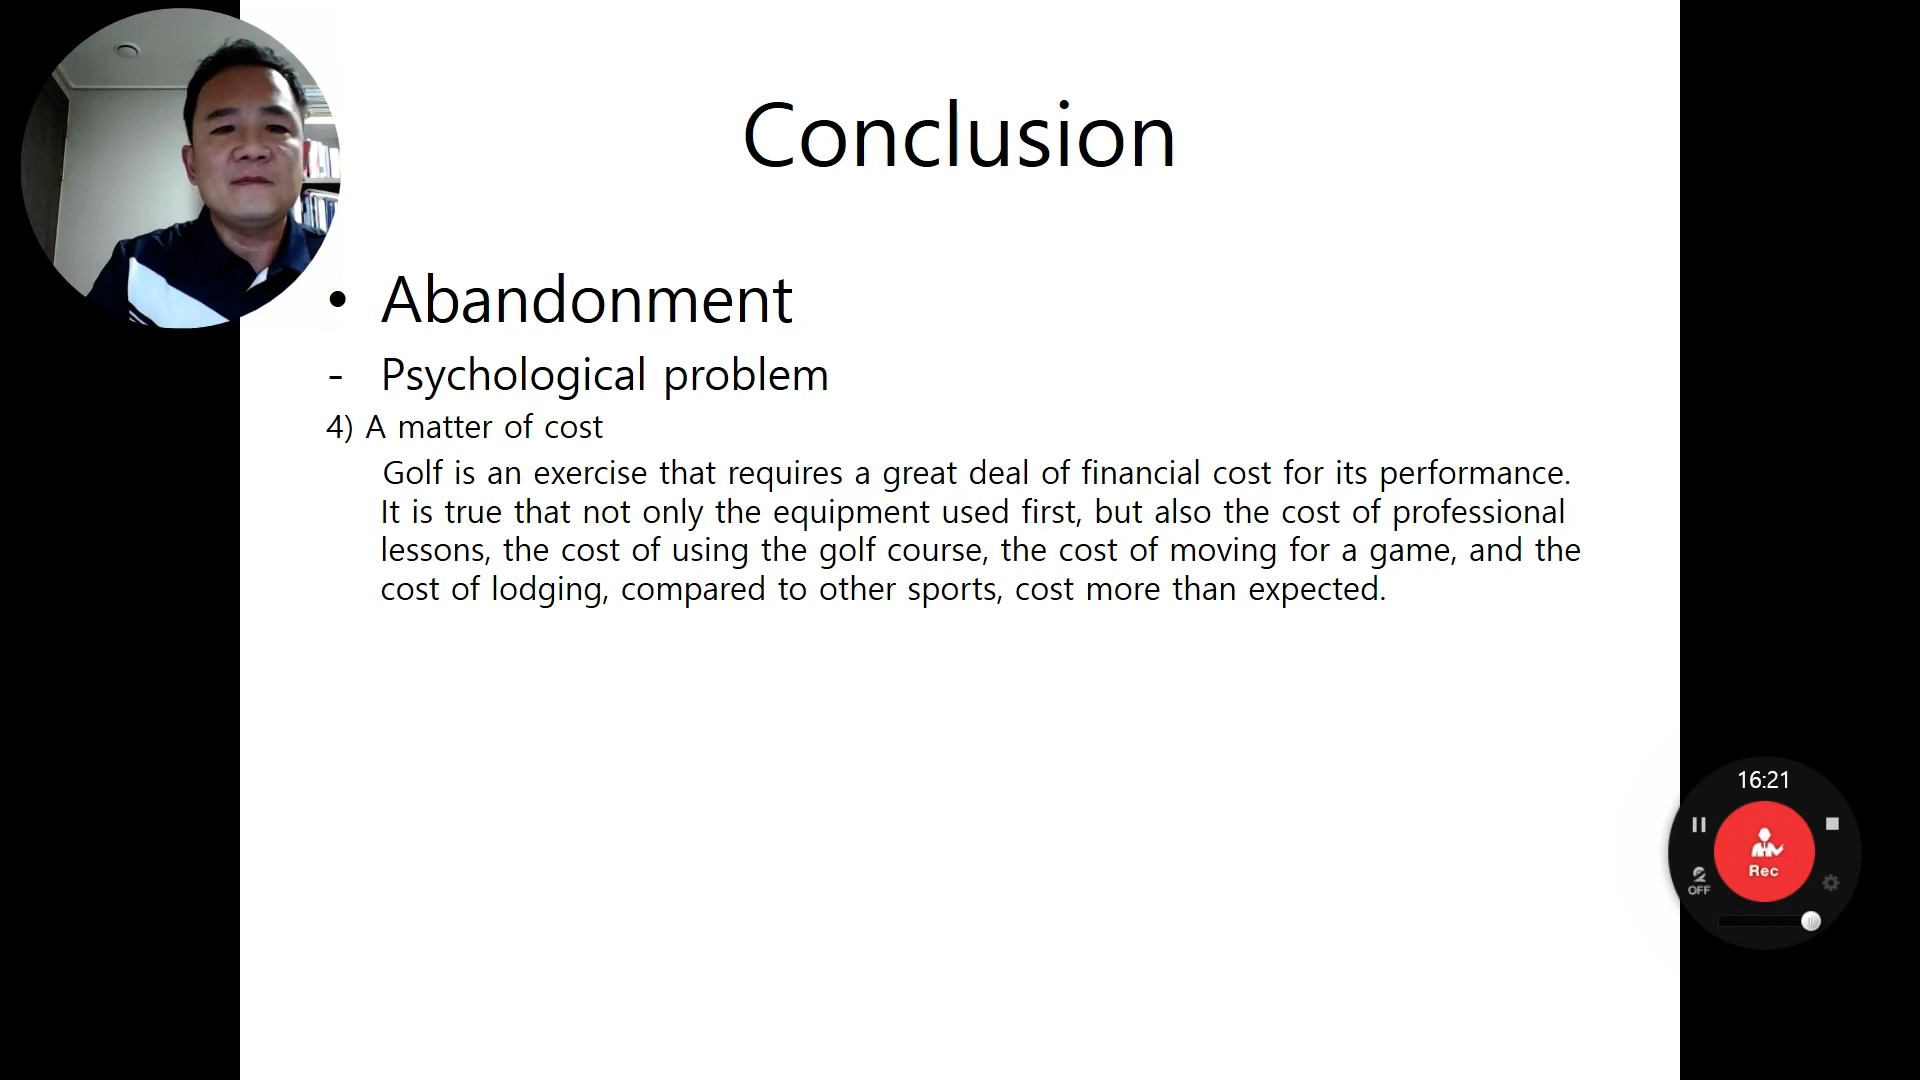 Conclusion
• Abandonment
- Psychological problem
4) A matter of cost
Golf is an exercise that requires a great deal of financial cost for its performance.
It is true that not only the equipment used first, but also the cost of professional
lessons, the cost of using the golf course, the cost of moving for a game, and the
cost of lodging, compared to other sports, cost more than expected.
16:21
Rec
OFF